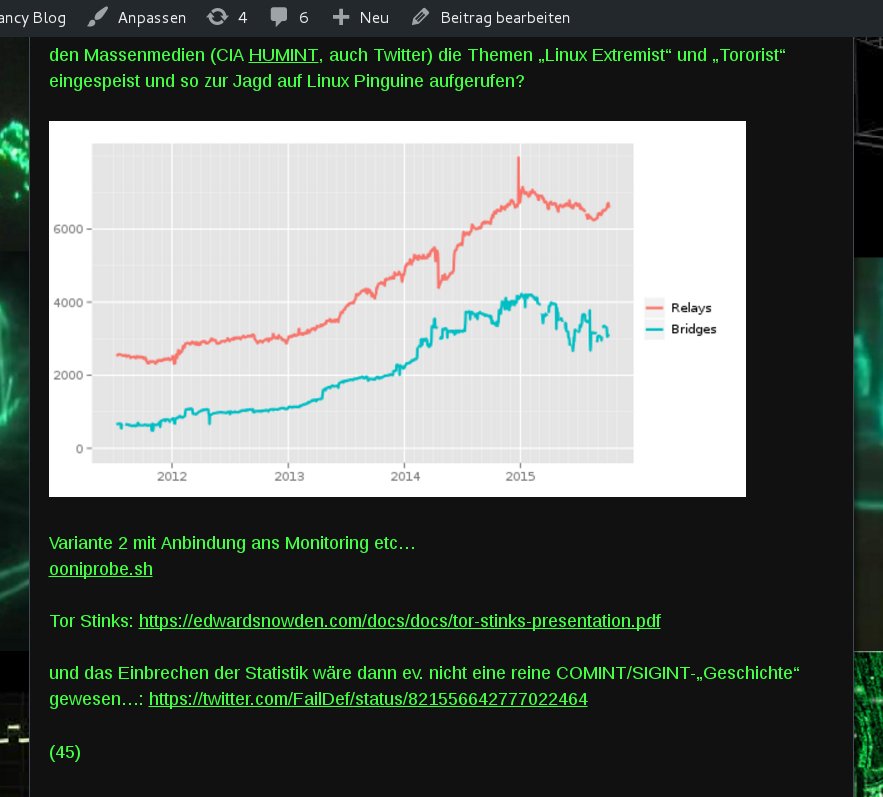 ancy Blog Anpassen 4 6 Neu Beitrag bearbeiten
den Massenmedien (CIA HUMINT, auch Twitter) die Themen „Linux Extremist“ und „Tororist“
eingespeist und so zur Jagd auf Linux Pinguine aufgerufen?
6000
4000
2000
0
2012 2013 2014 2015
Relays
Bridges
Variante 2 mit Anbindung ans Monitoring etc…
ooniprobe.sh
Tor Stinks: https://edwardsnowden.com/docs/docs/tor-stinks-presentation.pdf
und das Einbrechen der Statistik wäre dann ev. nicht eine reine COMINT/SIGINT-„Geschichte“
gewesen…: https://twitter.com/FailDef/status/821556642777022464
(45)